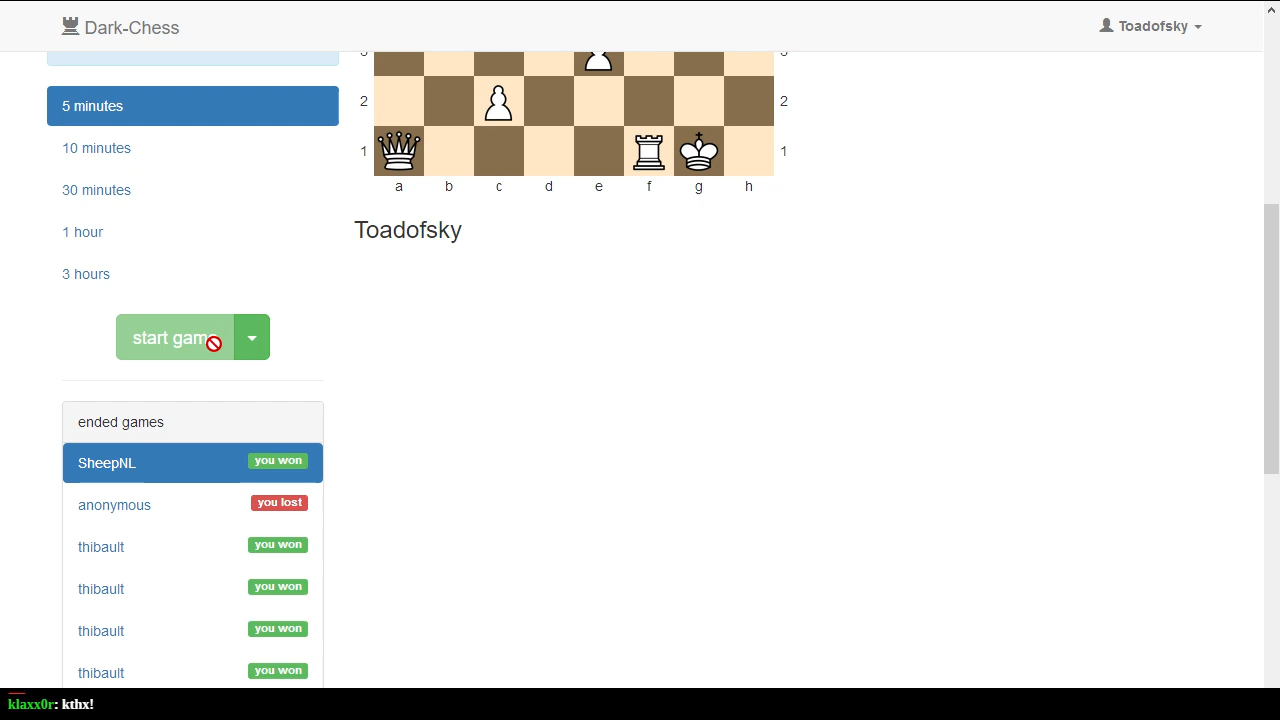 Dark-Chess
Toadofsky
5 minutes
10 minutes
30 minutes
1 hour
3 hours
start game
ended games
SheepNL you won
anonymous you lost
thibault you won
thibault you won
thibault you won
thibault you won
2 2
1 1
a b c d e f g h
Toadofsky
klaxx0r: kthx!